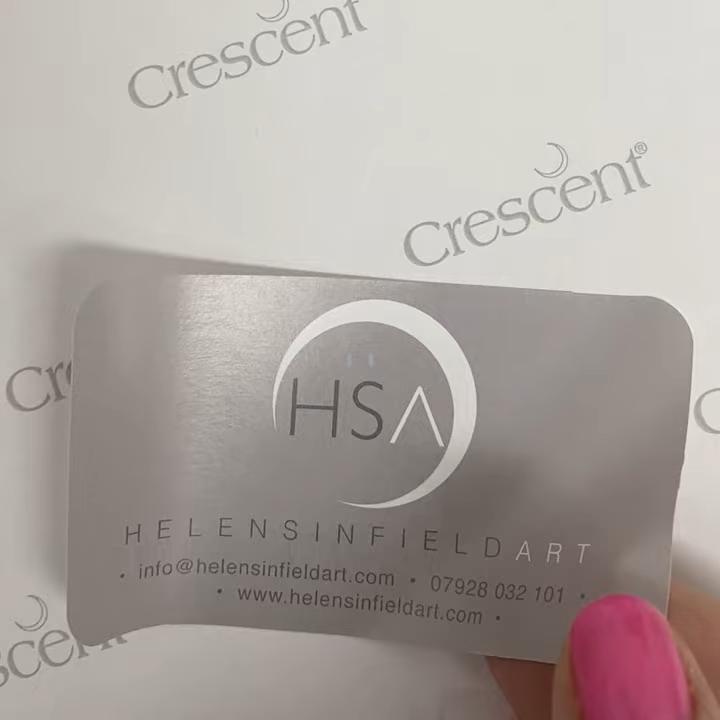 Crescent
Crescent®
HSA
HELENSINFIELDART
• info@helensinfieldart.com • 07928 032 101 •
• www.helensinfieldart.com •